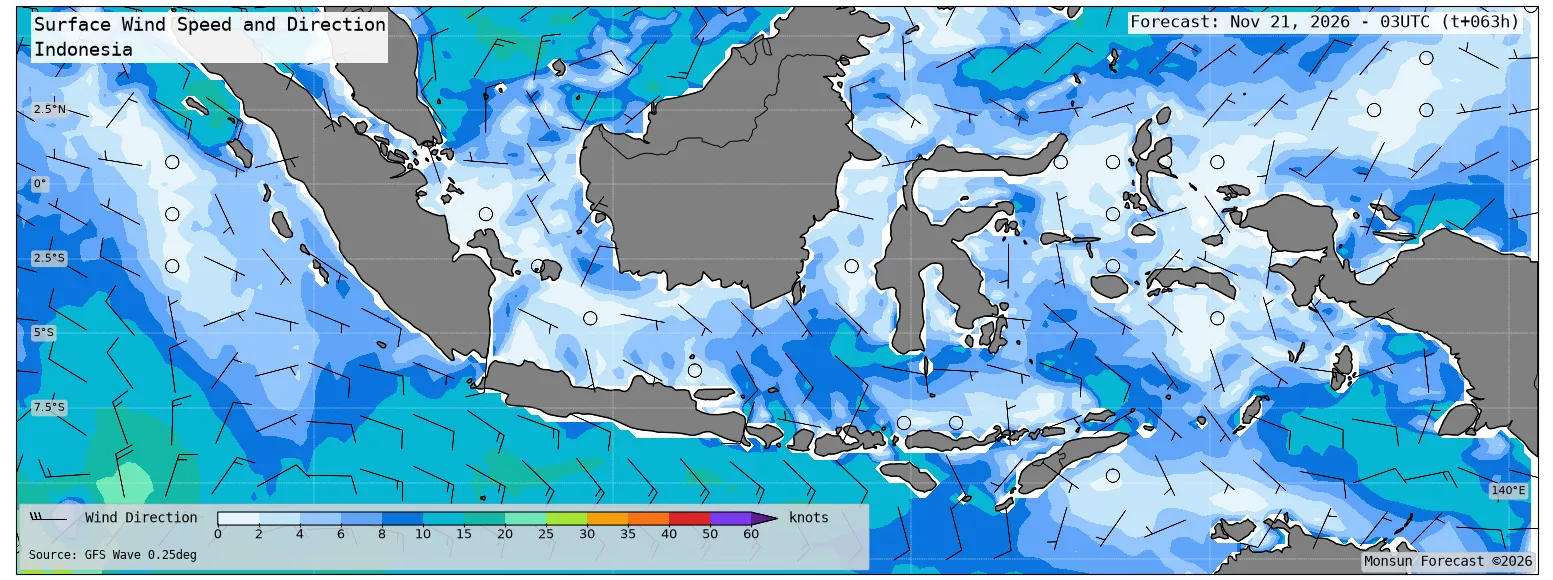 Surface Wind Speed and Direction
Indonesia
Forecast: Nov 21, 2026 - 03UTC (t+063h)
2.5°N
0°
2.5°S
5°S
7.5°S
140°E
Wind Direction
0 2 4 6 8 10 15 20 25 30 35 40 50 60
knots
Source: GFS Wave 0.25deg
Monsun Forecast ©2026